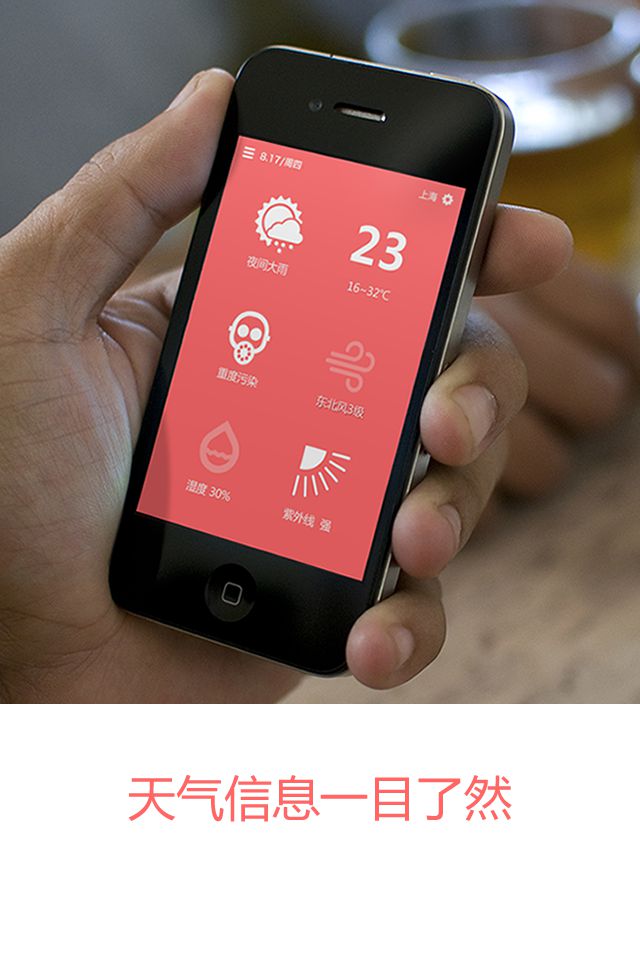 8.17/周四
上海
夜间大雨
23
16~32℃
重度污染
东北风3级
湿度 30%
紫外线 强
天气信息一目了然